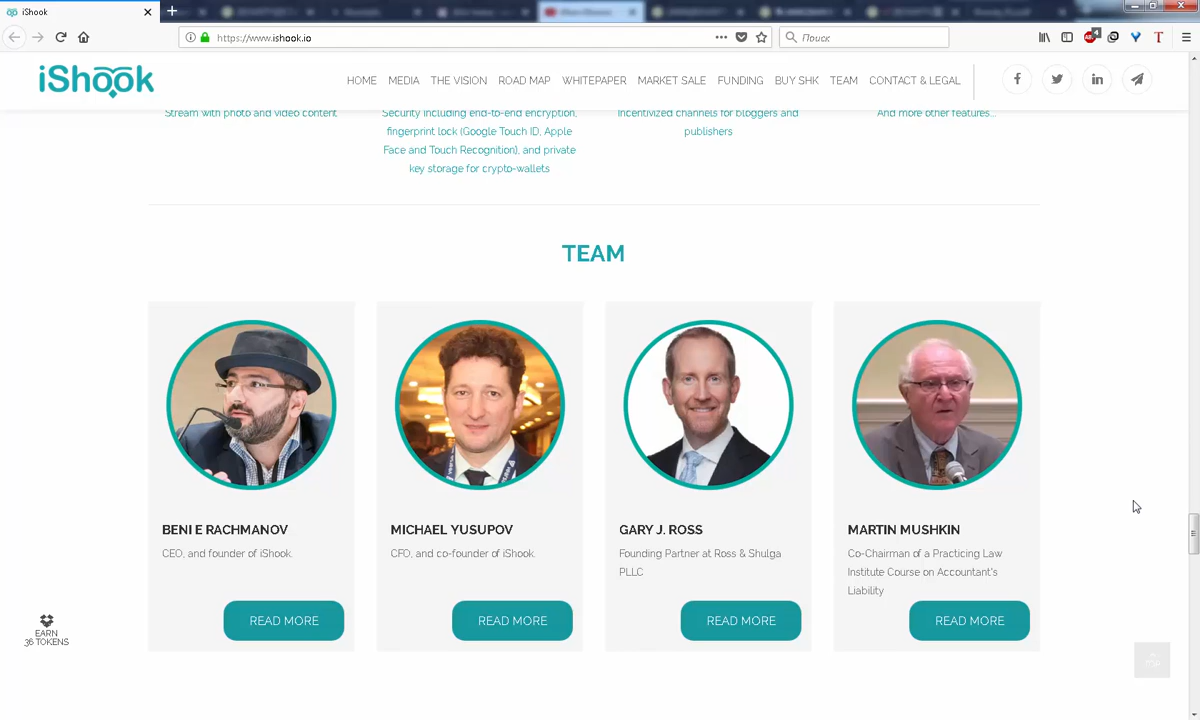 iShook
https://www.ishook.io
Поиск
iShook
HOME MEDIA THE VISION ROAD MAP WHITEPAPER MARKET SALE FUNDING BUY SHK TEAM CONTACT & LEGAL
Stream with photo and video content
Security including end-to-end encryption,
fingerprint lock (Google Touch ID, Apple
Face and Touch Recognition), and private
key storage for crypto-wallets
Incentivized channels for bloggers and
publishers
And more other features...
TEAM
BENI E RACHMANOV
CEO, and founder of iShook.
READ MORE
MICHAEL YUSUPOV
CFO, and co-founder of iShook.
READ MORE
GARY J. ROSS
Founding Partner at Ross & Shulga
PLLC
READ MORE
MARTIN MUSHKIN
Co-Chairman of a Practicing Law
Institute Course on Accountant's
Liability
READ MORE
EARN
36 TOKENS